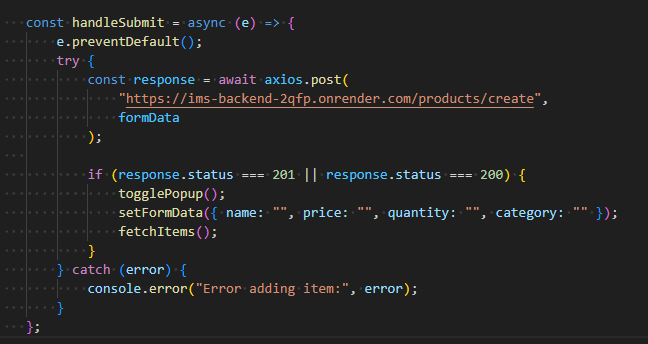 const handleSubmit = async (e) => {
e.preventDefault();
try {
const response = await axios.post(
"https://ims-backend-2qfp.onrender.com/products/create",
formData
);
if (response.status === 201 || response.status === 200) {
togglePopup();
setFormData({ name: "", price: "", quantity: "", category: "" });
fetchItems();
}
} catch (error) {
console.error("Error adding item:", error);
}
};